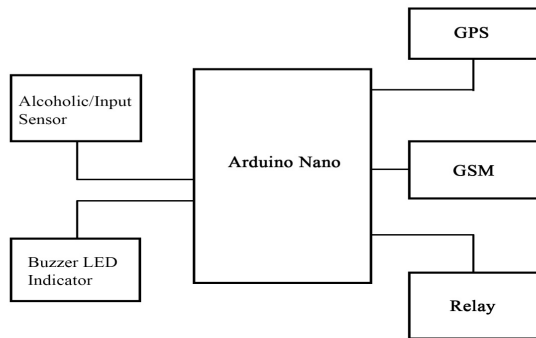 GPS
Alcoholic/Input
Sensor
Arduino Nano
GSM
Buzzer LED
Indicator
Relay